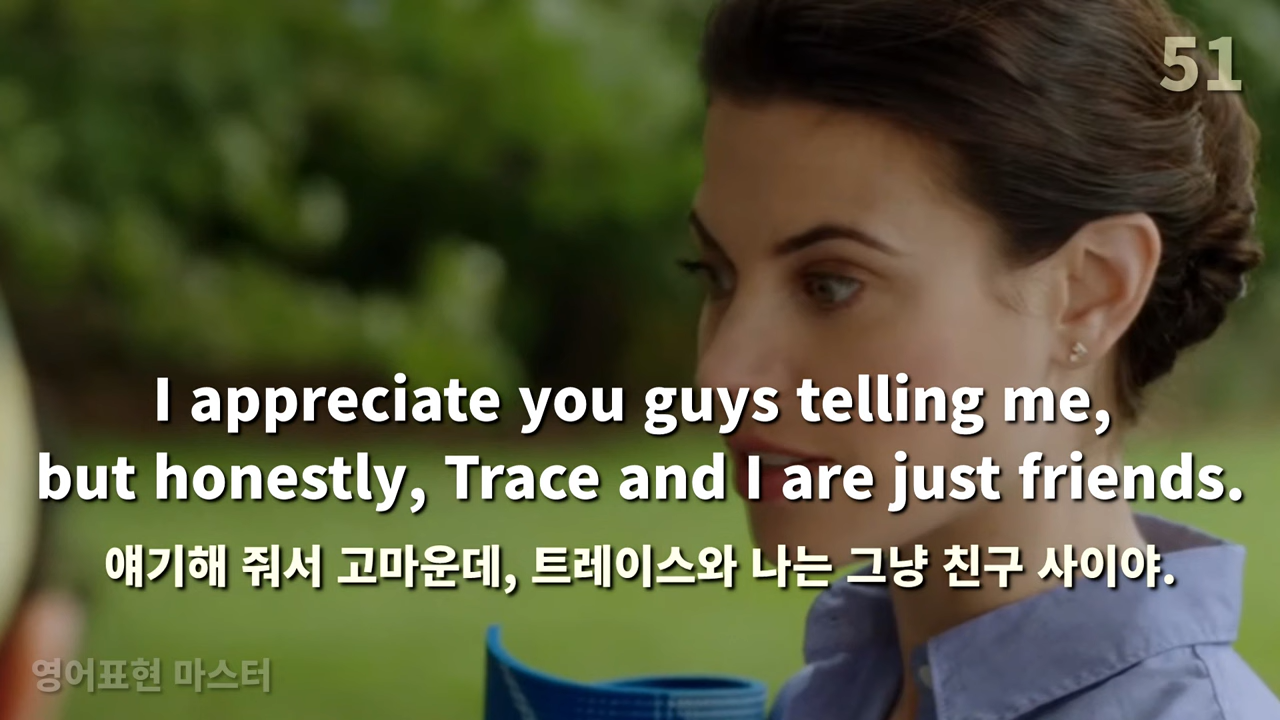 51
I appreciate you guys telling me,
but honestly, Trace and I are just friends.
얘기해 줘서 고마운데, 트레이스와 나는 그냥 친구 사이야.
영어표현 마스터